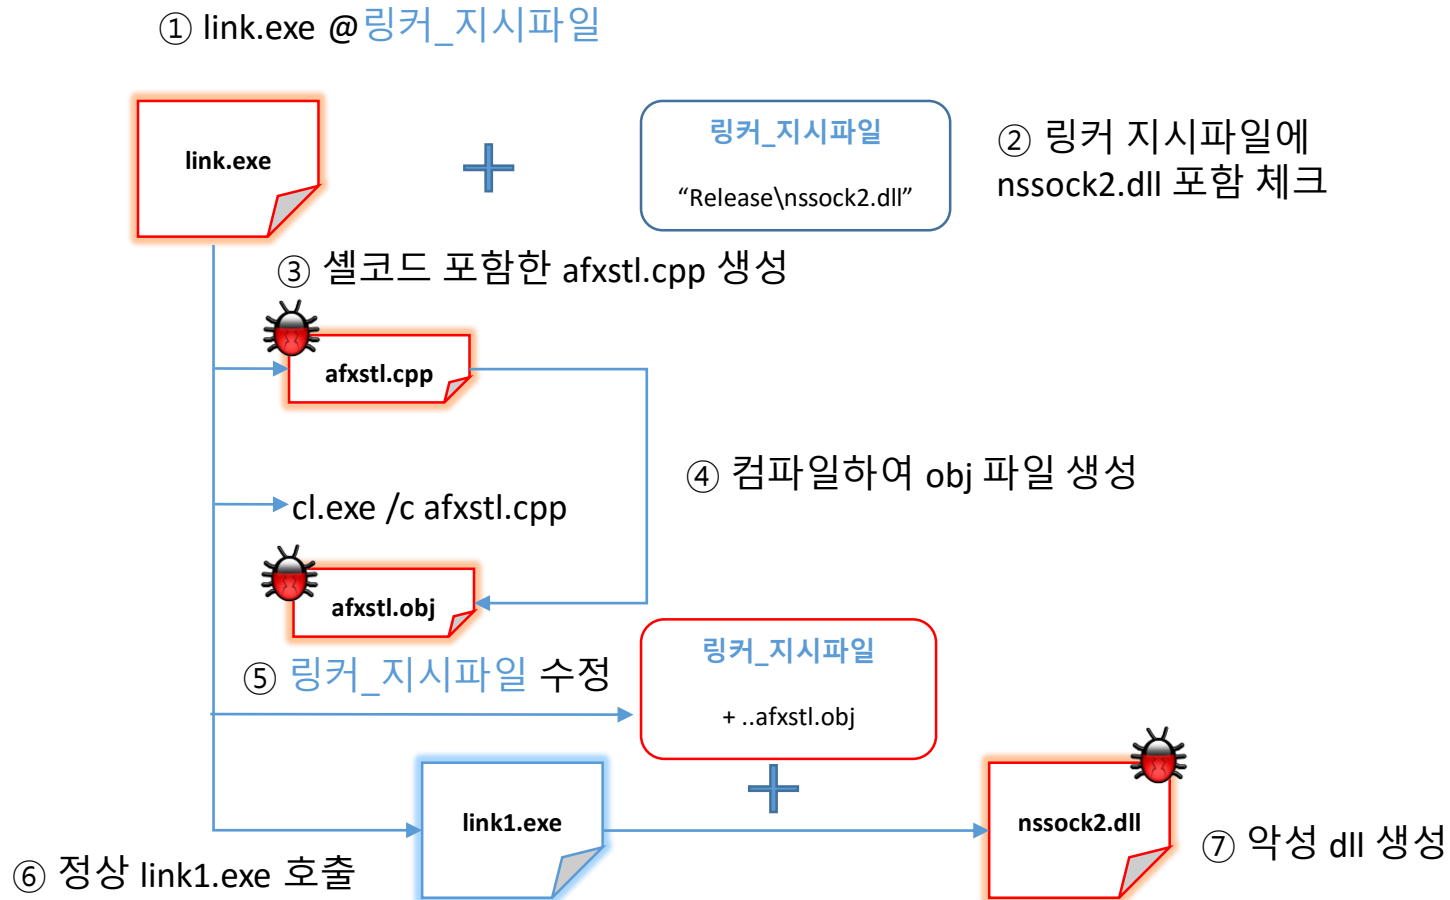 ① link.exe @링커_지시파일
link.exe
링커_지시파일
“Release\nssock2.dll”
② 링커 지시파일에
nssock2.dll 포함 체크
③ 셸코드 포함한 afxstl.cpp 생성
afxstl.cpp
④ 컴파일하여 obj 파일 생성
cl.exe /c afxstl.cpp
afxstl.obj
⑤ 링커_지시파일 수정
링커_지시파일
+ ..afxstl.obj
link1.exe
nssock2.dll
⑥ 정상 link1.exe 호출
⑦ 악성 dll 생성